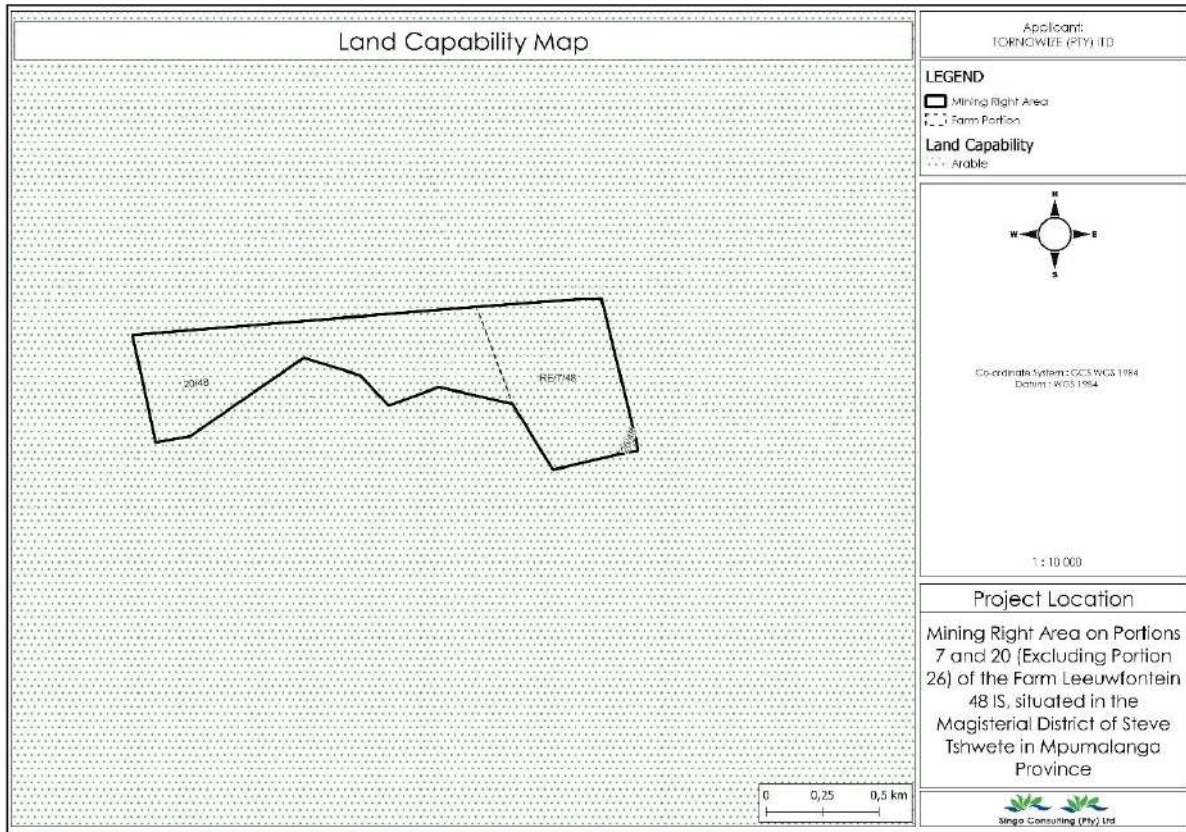 Land Capability Map
20/48
RE/7/48
0 0,25 0,5 km
Applicant:
TORNOWIZE (PTY) LTD
LEGEND
Mining Right Area
Farm Portion
Land Capability
Arable
N
W E
S
Co-ordinate System : GCS WGS 1984
Datum : WGS 1984
1 : 10 000
Project Location
Mining Right Area on Portions
7 and 20 (Excluding Portion
26) of the Farm Leeuwfontein
48 IS, situated in the
Magisterial District of Steve
Tshwete in Mpumalanga
Province
Singo Consulting (Pty) Ltd